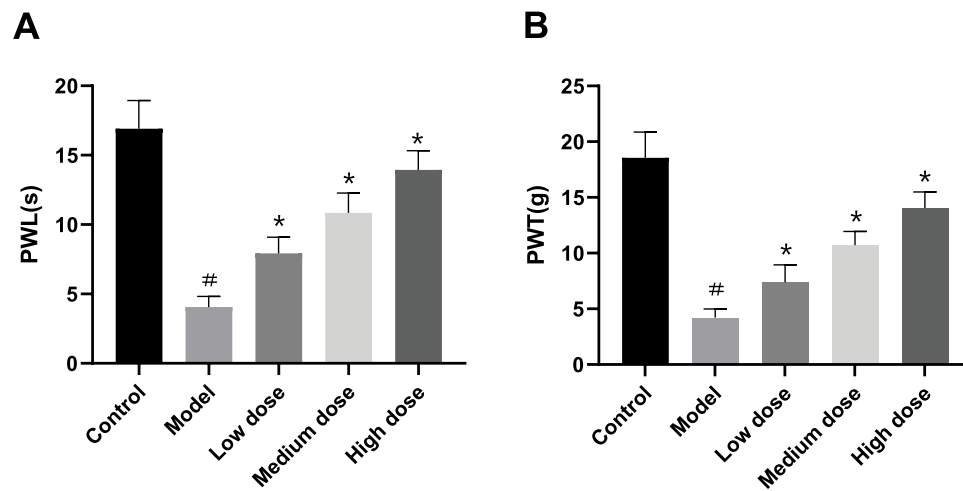 A
PWL(s)
20
15
10
5
0
#
*
*
*
Control
Model
Low dose
Medium dose
High dose
B
PWT(g)
25
20
15
10
5
0
#
*
*
*
Control
Model
Low dose
Medium dose
High dose